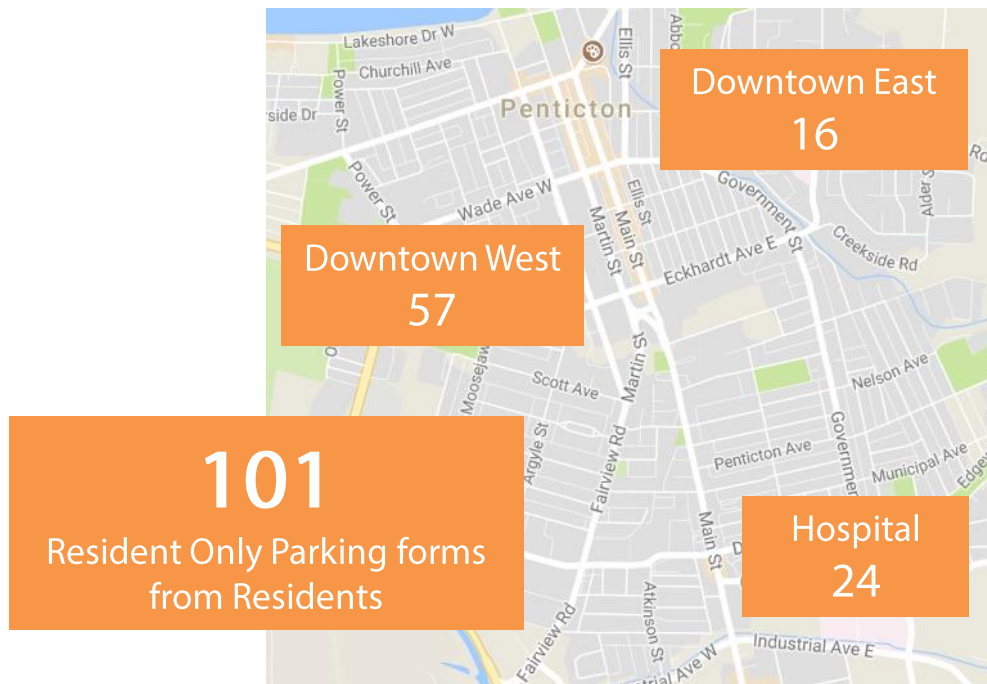 Lakeshore Dr W
Churchill Ave
Power St
Ellis St
Penticton
Downtown East
16
Power St
Wade Ave W
Ellis St
Main St
Martin St
Government St
Alder
Creekside Rd
Eckhardt Ave E
Downtown West
57
Martin St
Scott Ave
Nelson Ave
Argyle St
Fairview Rd
Penticton Ave
Municipal Ave
101
Resident Only Parking forms
from Residents
Main St
Hospital
24
Atkinson St
Fairview Rd
Industrial Ave E
Ave W